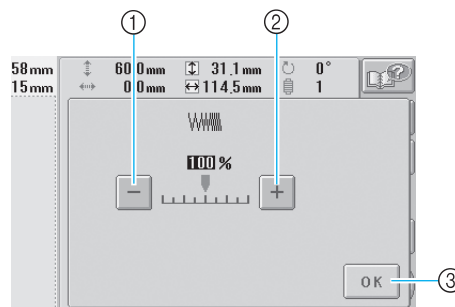 ① ②
58 mm 60.0 mm 31.1 mm 0°
15 mm 0.0 mm 114.5 mm 1
100 %
− +
OK ③